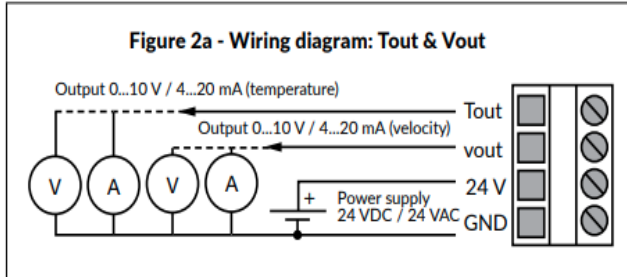 Figure 2a - Wiring diagram: Tout & Vout
Output 0...10 V / 4...20 mA (temperature)
Tout
Output 0...10 V / 4...20 mA (velocity)
vout
V
A
V
A
+
Power supply
24 VDC / 24 VAC
24 V
GND